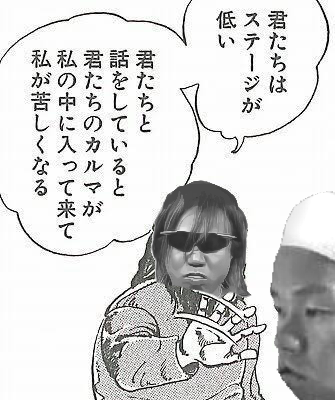 君たちは
ステージが
低い
君たちと
話をしていると
君たちのカルマが
私の中に入って来て
私が苦しくなる